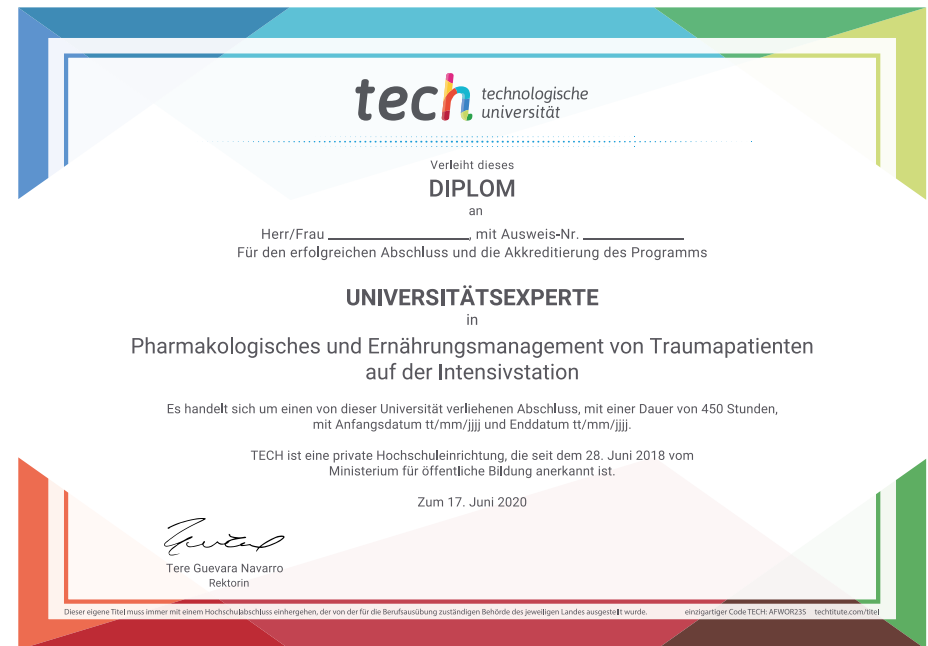 tech technologische
universität
Verleiht dieses
DIPLOM
an
Herr/Frau ____________, mit Ausweis-Nr. ____________
Für den erfolgreichen Abschluss und die Akkreditierung des Programms
UNIVERSITÄTSEXPERTE
in
Pharmakologisches und Ernährungsmanagement von Traumapatienten
auf der Intensivstation
Es handelt sich um einen von dieser Universität verliehenen Abschluss, mit einer Dauer von 450 Stunden,
mit Anfangsdatum tt/mm/jjjj und Enddatum tt/mm/jjjj.
TECH ist eine private Hochschuleinrichtung, die seit dem 28. Juni 2018 vom
Ministerium für öffentliche Bildung anerkannt ist.
Zum 17. Juni 2020
Tere Guevara Navarro
Rektorin
Dieser eigene Titel muss immer mit einem Hochschulabschluss einhergehen, der von der für die Berufsausübung zuständigen Behörde des jeweiligen Landes ausgestellt wurde. einzigartiger Code TECH: AFWOR235 techtitute.com/titel